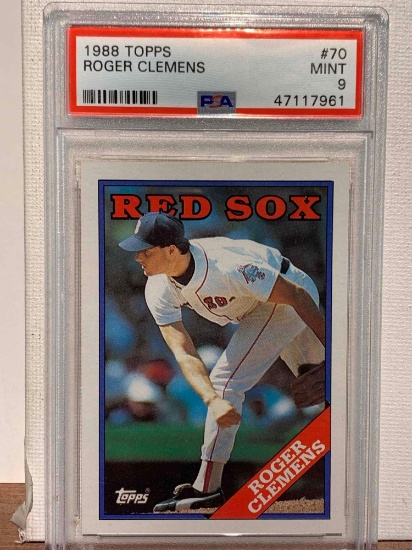 1988 TOPPS #70
ROGER CLEMENS MINT
9
PSA 47117961
RED SOX
ROGER
CLEMENS
Topps